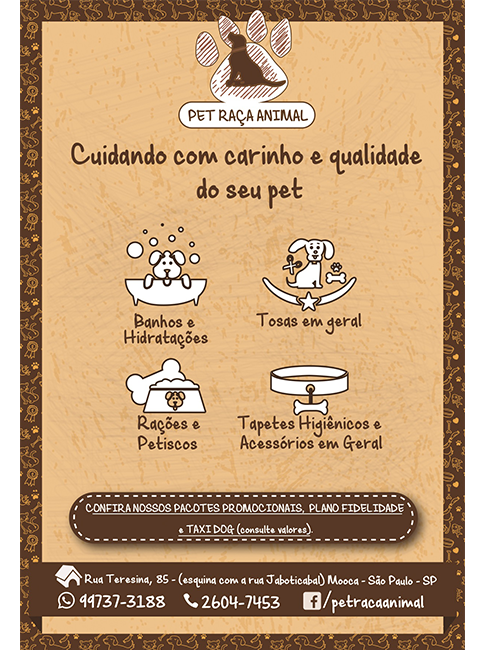 PET RAÇA ANIMAL
Cuidando com carinho e qualidade
do seu pet
Banhos e
Hidratações
Tosas em geral
Rações e
Petiscos
Tapetes Higiênicos e
Acessórios em Geral
CONFIRA NOSSOS PACOTES PROMOCIONAIS, PLANO FIDELIDADE
e TAXI DOG (consulte valores).
Rua Teresina, 85 - (esquina com a rua Jaboticabal) Mooca - São Paulo - SP
99737-3188 2604-7453 /petracaanimal